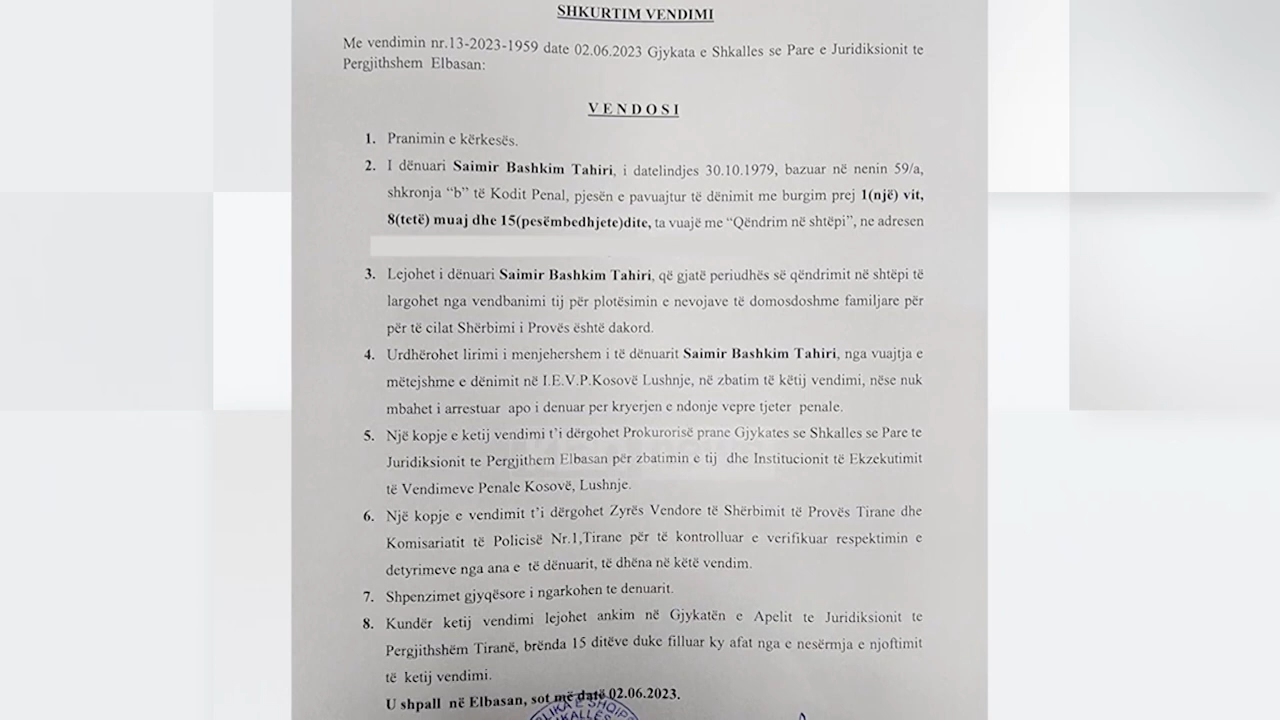 SHKURTIM VENDIMI
Me vendimin nr.13-2023-1959 date 02.06.2023 Gjykata e Shkalles se Pare e Juridiksionit te
Pergjithshem Elbasan:
VENDOSI
1. Pranimin e kërkesës.
2. I dënuari Saimir Bashkim Tahiri, i datelindjes 30.10.1979, bazuar në nenin 59/a,
shkronja “b” të Kodit Penal, pjesën e pavuajtur të dënimit me burgim prej 1(një) vit,
8(tetë) muaj dhe 15(pesëmbedhjete)dite, ta vuajë me “Qëndrim në shtëpi”, ne adresen
3. Lejohet i dënuari Saimir Bashkim Tahiri, që gjatë periudhës së qëndrimit në shtëpi të
largohet nga vendbanimi tij për plotësimin e nevojave të domosdoshme familjare për
për të cilat Shërbimi i Provës është dakord.
4. Urdhërohet lirimi i menjehershem i të dënuarit Saimir Bashkim Tahiri, nga vuajtja e
mëtejshme e dënimit në I.E.V.P.Kosovë Lushnje, në zbatim të këtij vendimi, nëse nuk
mbahet i arrestuar apo i denuar per kryerjen e ndonje vepre tjeter penale.
5. Një kopje e ketij vendimi t’i dërgohet Prokurorisë prane Gjykates se Shkalles se Pare te
Juridiksionit te Pergjithem Elbasan për zbatimin e tij dhe Institucionit të Ekzekutimit
të Vendimeve Penale Kosovë, Lushnje.
6. Një kopje e vendimit t’i dërgohet Zyrës Vendore të Shërbimit të Provës Tirane dhe
Komisariatit të Policisë Nr.1,Tirane për të kontrolluar e verifikuar respektimin e
detyrimeve nga ana e të dënuarit, të dhëna në këtë vendim.
7. Shpenzimet gjyqësore i ngarkohen te denuarit.
8. Kundër ketij vendimi lejohet ankim në Gjykatën e Apelit te Juridiksionit te
Pergjithshëm Tiranë, brënda 15 ditëve duke filluar ky afat nga e nesërmja e njoftimit
të ketij vendimi.
U shpall në Elbasan, sot më datë 02.06.2023.